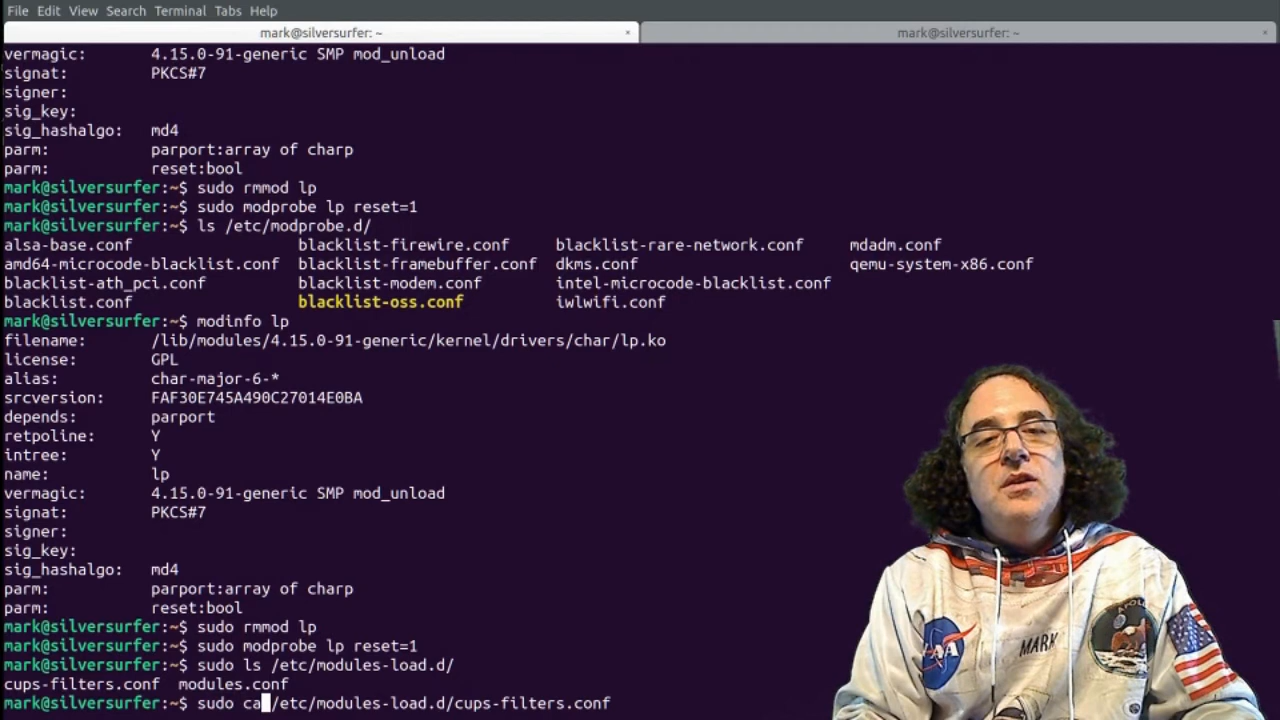 File Edit View Search Terminal Tabs Help
mark@silversurfer: ~ × mark@silversurfer: ~ ×
vermagic: 4.15.0-91-generic SMP mod_unload
signat: PKCS#7
signer:
sig_key:
sig_hashalgo: md4
parm: parport:array of charp
parm: reset:bool
mark@silversurfer:~$ sudo rmmod lp
mark@silversurfer:~$ sudo modprobe lp reset=1
mark@silversurfer:~$ ls /etc/modprobe.d/
alsa-base.conf blacklist-firewire.conf blacklist-rare-network.conf mdadm.conf
amd64-microcode-blacklist.conf blacklist-framebuffer.conf dkms.conf qemu-system-x86.conf
blacklist-ath_pci.conf blacklist-modem.conf intel-microcode-blacklist.conf
blacklist.conf blacklist-oss.conf iwlwifi.conf
mark@silversurfer:~$ modinfo lp
filename: /lib/modules/4.15.0-91-generic/kernel/drivers/char/lp.ko
license: GPL
alias: char-major-6-*
srcversion: FAF30E745A490C27014E0BA
depends: parport
retpoline: Y
intree: Y
name: lp
vermagic: 4.15.0-91-generic SMP mod_unload
signat: PKCS#7
signer:
sig_key:
sig_hashalgo: md4
parm: parport:array of charp
parm: reset:bool
mark@silversurfer:~$ sudo rmmod lp
mark@silversurfer:~$ sudo modprobe lp reset=1
mark@silversurfer:~$ sudo ls /etc/modules-load.d/
cups-filters.conf modules.conf
mark@silversurfer:~$ sudo ca /etc/modules-load.d/cups-filters.conf
APOLLO
MARK